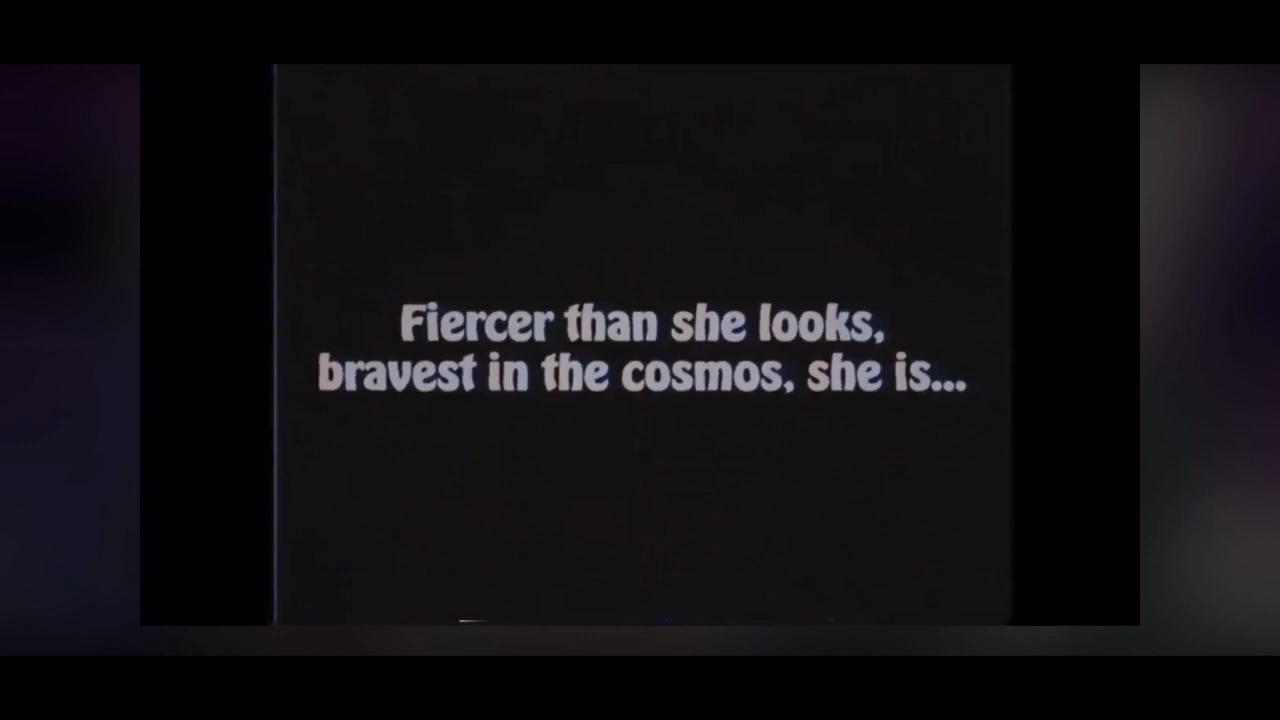 Fiercer than she looks,
bravest in the cosmos, she is...